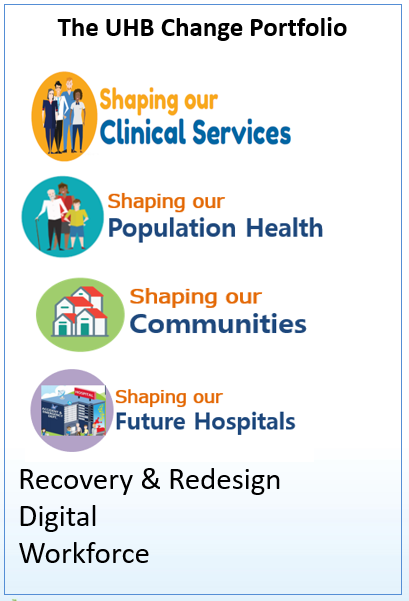 The UHB Change Portfolio
Shaping our
Clinical Services
Shaping our
Population Health
Shaping our
Communities
HOSPITAL
Shaping our
Future Hospitals
Recovery & Redesign
Digital
Workforce